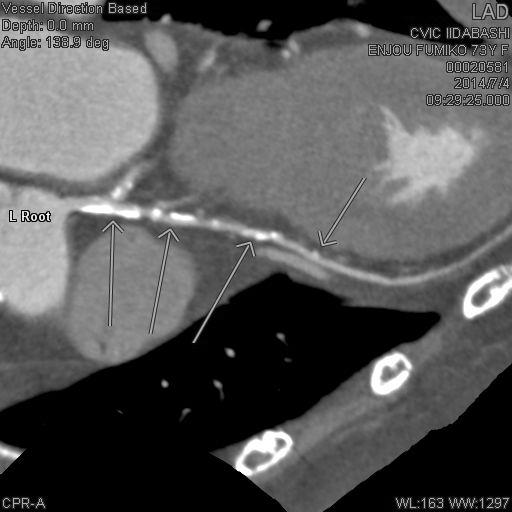 Vessel Direction Based
Depth: 0.0 mm
Angle: 138.9 deg
LAD
CVIC IIDABASHI
ENJOU FUMIKO 73Y F
00020581
2014/7/4
09:29:25.000
L Root
CPR-A
WL:163 WW:1297